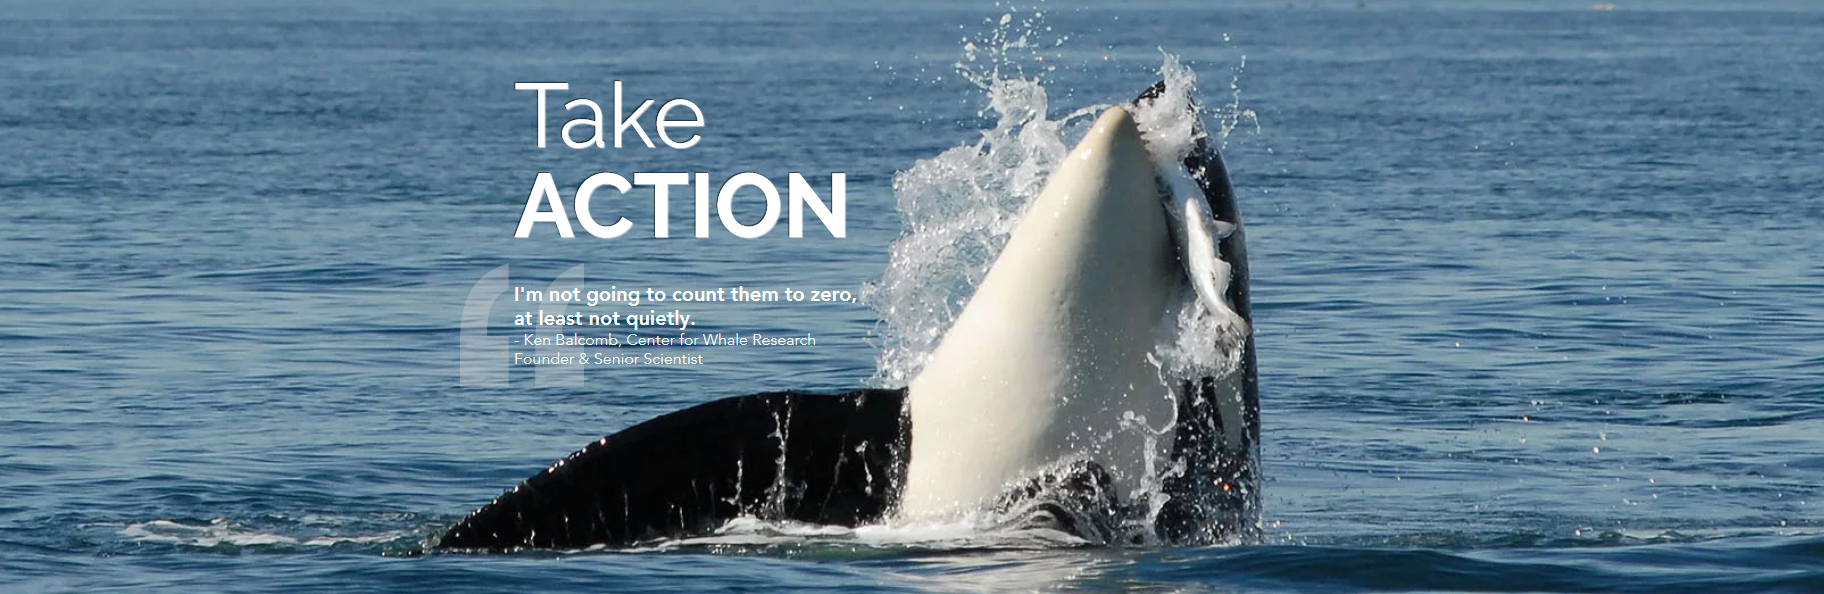 Take
ACTION
I'm not going to count them to zero,
at least not quietly.
- Ken Balcomb, Center for Whale Research
Founder & Senior Scientist